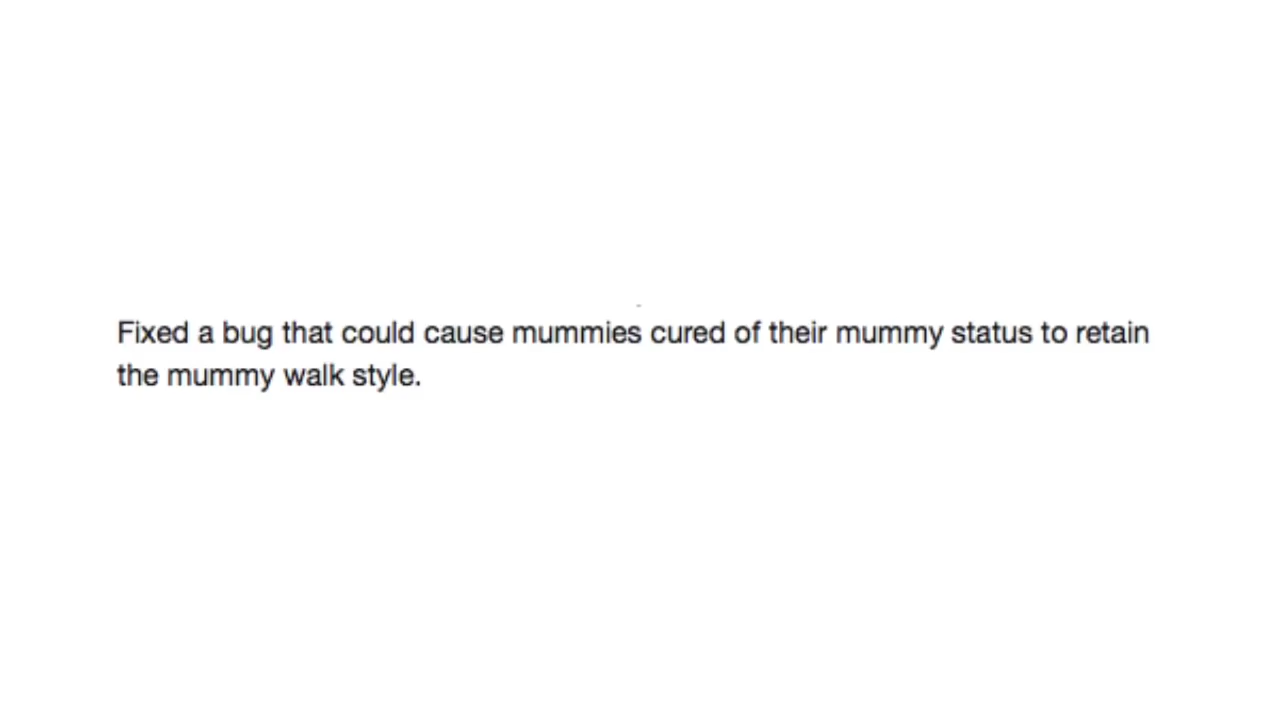 Fixed a bug that could cause mummies cured of their mummy status to retain
the mummy walk style.